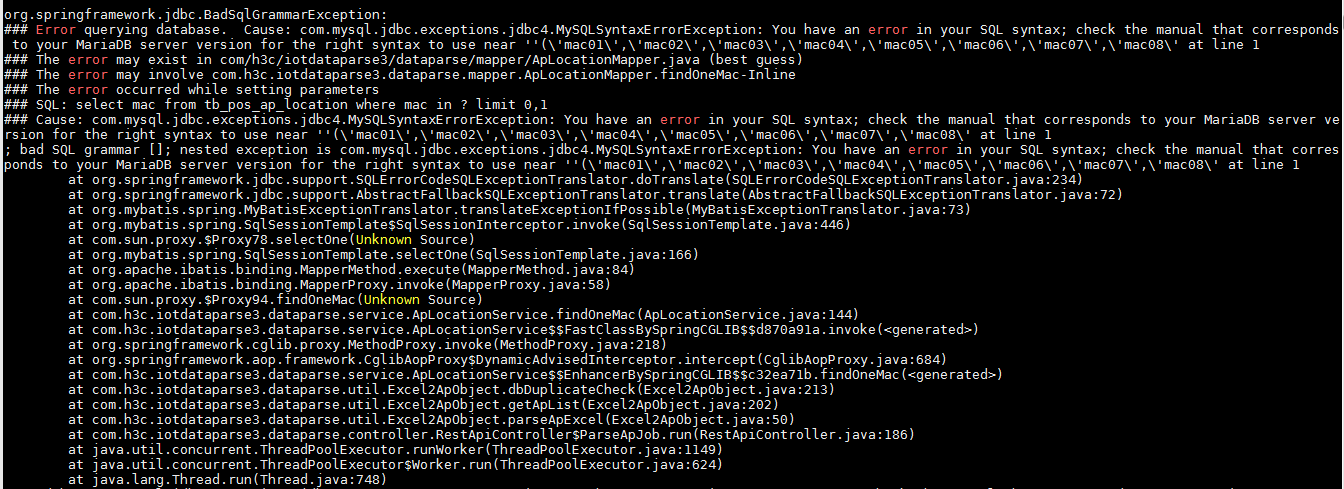 org.springframework.jdbc.BadSqlGrammarException:
### Error querying database.  Cause: com.mysql.jdbc.exceptions.jdbc4.MySQLSyntaxErrorException: You have an error in your SQL syntax; check the manual that corresponds
 to your MariaDB server version for the right syntax to use near ''(\'mac01\',\'mac02\',\'mac03\',\'mac04\',\'mac05\',\'mac06\',\'mac07\',\'mac08\' at line 1
### The error may exist in com/h3c/iotdataparse3/dataparse/mapper/ApLocationMapper.java (best guess)
### The error may involve com.h3c.iotdataparse3.dataparse.mapper.ApLocationMapper.findOneMac-Inline
### The error occurred while setting parameters
### SQL: select mac from tb_pos_ap_location where mac in ? limit 0,1
### Cause: com.mysql.jdbc.exceptions.jdbc4.MySQLSyntaxErrorException: You have an error in your SQL syntax; check the manual that corresponds to your MariaDB server ve
rsion for the right syntax to use near ''(\'mac01\',\'mac02\',\'mac03\',\'mac04\',\'mac05\',\'mac06\',\'mac07\',\'mac08\' at line 1
; bad SQL grammar []; nested exception is com.mysql.jdbc.exceptions.jdbc4.MySQLSyntaxErrorException: You have an error in your SQL syntax; check the manual that corres
ponds to your MariaDB server version for the right syntax to use near ''(\'mac01\',\'mac02\',\'mac03\',\'mac04\',\'mac05\',\'mac06\',\'mac07\',\'mac08\' at line 1
        at org.springframework.jdbc.support.SQLErrorCodeSQLExceptionTranslator.doTranslate(SQLErrorCodeSQLExceptionTranslator.java:234)
        at org.springframework.jdbc.support.AbstractFallbackSQLExceptionTranslator.translate(AbstractFallbackSQLExceptionTranslator.java:72)
        at org.mybatis.spring.MyBatisExceptionTranslator.translateExceptionIfPossible(MyBatisExceptionTranslator.java:73)
        at org.mybatis.spring.SqlSessionTemplate$SqlSessionInterceptor.invoke(SqlSessionTemplate.java:446)
        at com.sun.proxy.$Proxy78.selectOne(Unknown Source)
        at org.mybatis.spring.SqlSessionTemplate.selectOne(SqlSessionTemplate.java:166)
        at org.apache.ibatis.binding.MapperMethod.execute(MapperMethod.java:84)
        at org.apache.ibatis.binding.MapperProxy.invoke(MapperProxy.java:58)
        at com.sun.proxy.$Proxy94.findOneMac(Unknown Source)
        at com.h3c.iotdataparse3.dataparse.service.ApLocationService.findOneMac(ApLocationService.java:144)
        at com.h3c.iotdataparse3.dataparse.service.ApLocationService$$FastClassBySpringCGLIB$$d870a91a.invoke(<generated>)
        at org.springframework.cglib.proxy.MethodProxy.invoke(MethodProxy.java:218)
        at org.springframework.aop.framework.CglibAopProxy$DynamicAdvisedInterceptor.intercept(CglibAopProxy.java:684)
        at com.h3c.iotdataparse3.dataparse.service.ApLocationService$$EnhancerBySpringCGLIB$$c32ea71b.findOneMac(<generated>)
        at com.h3c.iotdataparse3.dataparse.util.Excel2ApObject.dbDuplicateCheck(Excel2ApObject.java:213)
        at com.h3c.iotdataparse3.dataparse.util.Excel2ApObject.getApList(Excel2ApObject.java:202)
        at com.h3c.iotdataparse3.dataparse.util.Excel2ApObject.parseApExcel(Excel2ApObject.java:50)
        at com.h3c.iotdataparse3.dataparse.controller.RestApiController$ParseApJob.run(RestApiController.java:186)
        at java.util.concurrent.ThreadPoolExecutor.runWorker(ThreadPoolExecutor.java:1149)
        at java.util.concurrent.ThreadPoolExecutor$Worker.run(ThreadPoolExecutor.java:624)
        at java.lang.Thread.run(Thread.java:748)